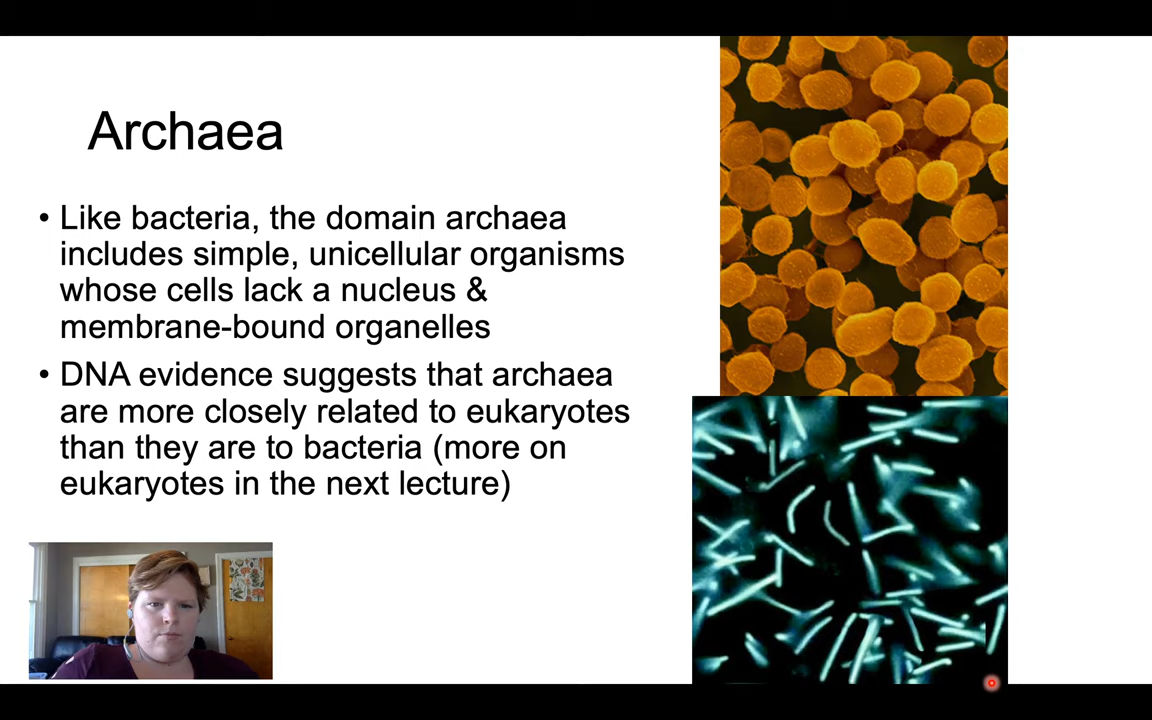 Archaea
• Like bacteria, the domain archaea
includes simple, unicellular organisms
whose cells lack a nucleus &
membrane-bound organelles
• DNA evidence suggests that archaea
are more closely related to eukaryotes
than they are to bacteria (more on
eukaryotes in the next lecture)